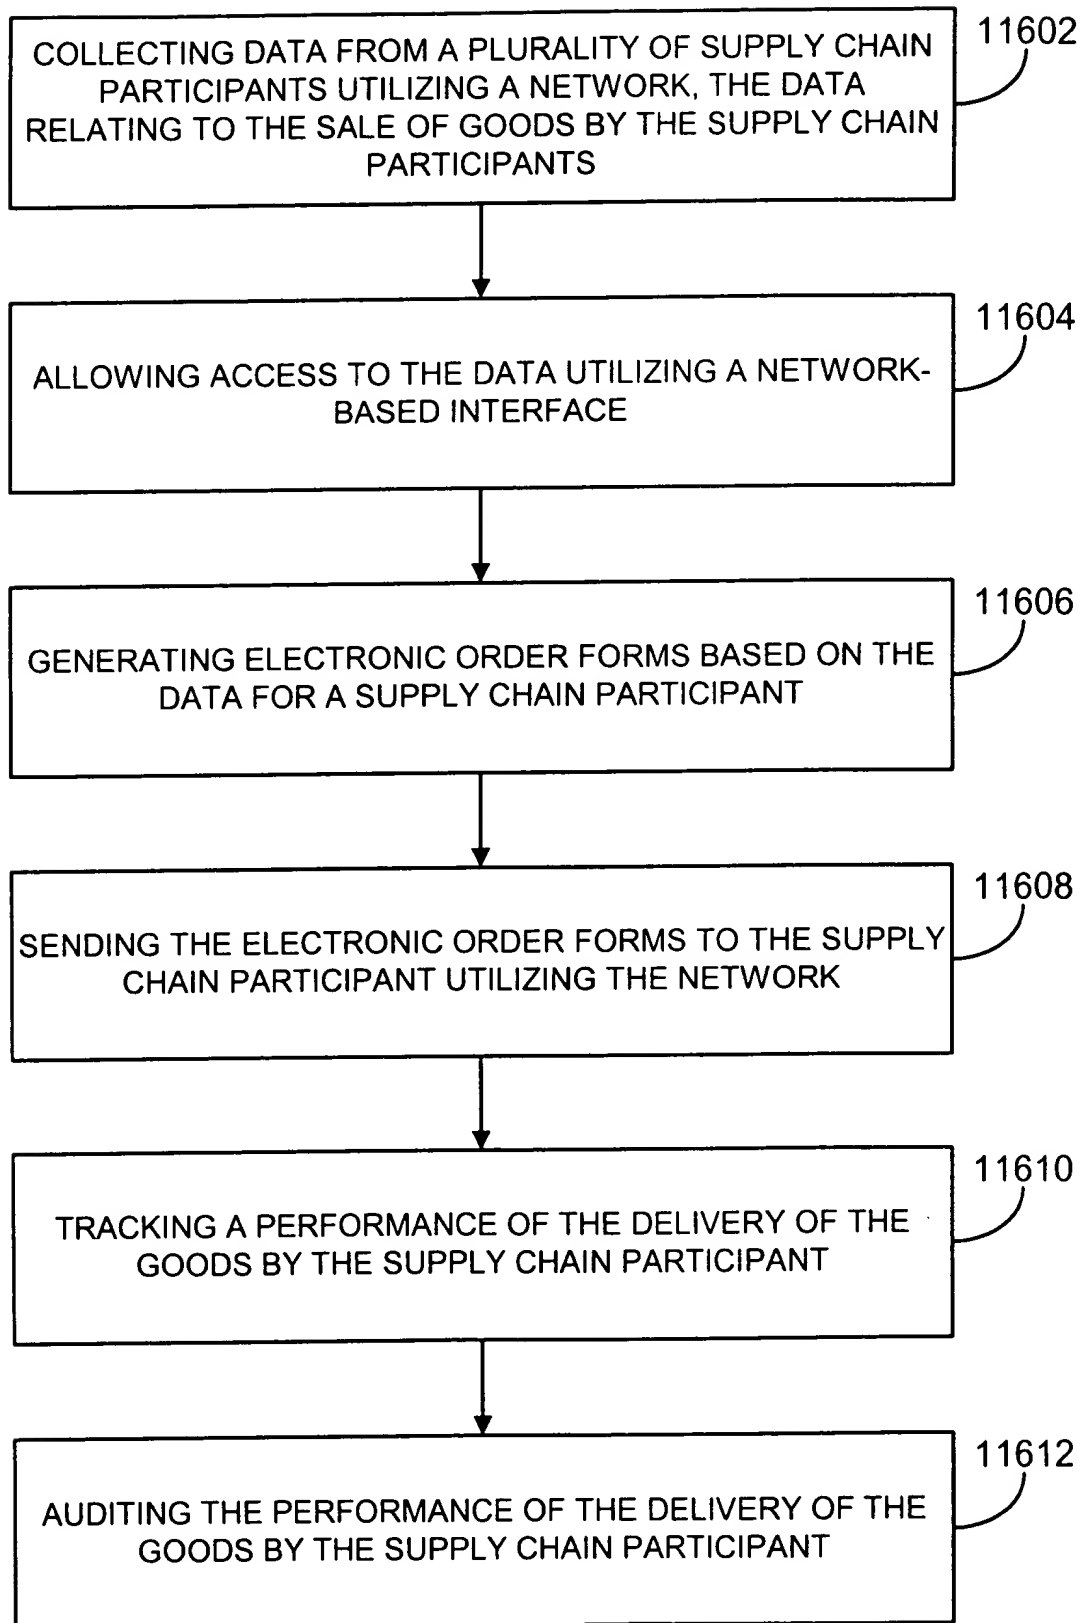 COLLECTING DATA FROM A PLURALITY OF SUPPLY CHAIN
PARTICIPANTS UTILIZING A NETWORK, THE DATA
RELATING TO THE SALE OF GOODS BY THE SUPPLY CHAIN
PARTICIPANTS
11602
ALLOWING ACCESS TO THE DATA UTILIZING A NETWORK-
BASED INTERFACE
11604
GENERATING ELECTRONIC ORDER FORMS BASED ON THE
DATA FOR A SUPPLY CHAIN PARTICIPANT
11606
SENDING THE ELECTRONIC ORDER FORMS TO THE SUPPLY
CHAIN PARTICIPANT UTILIZING THE NETWORK
11608
TRACKING A PERFORMANCE OF THE DELIVERY OF THE
GOODS BY THE SUPPLY CHAIN PARTICIPANT
11610
AUDITING THE PERFORMANCE OF THE DELIVERY OF THE
GOODS BY THE SUPPLY CHAIN PARTICIPANT
11612